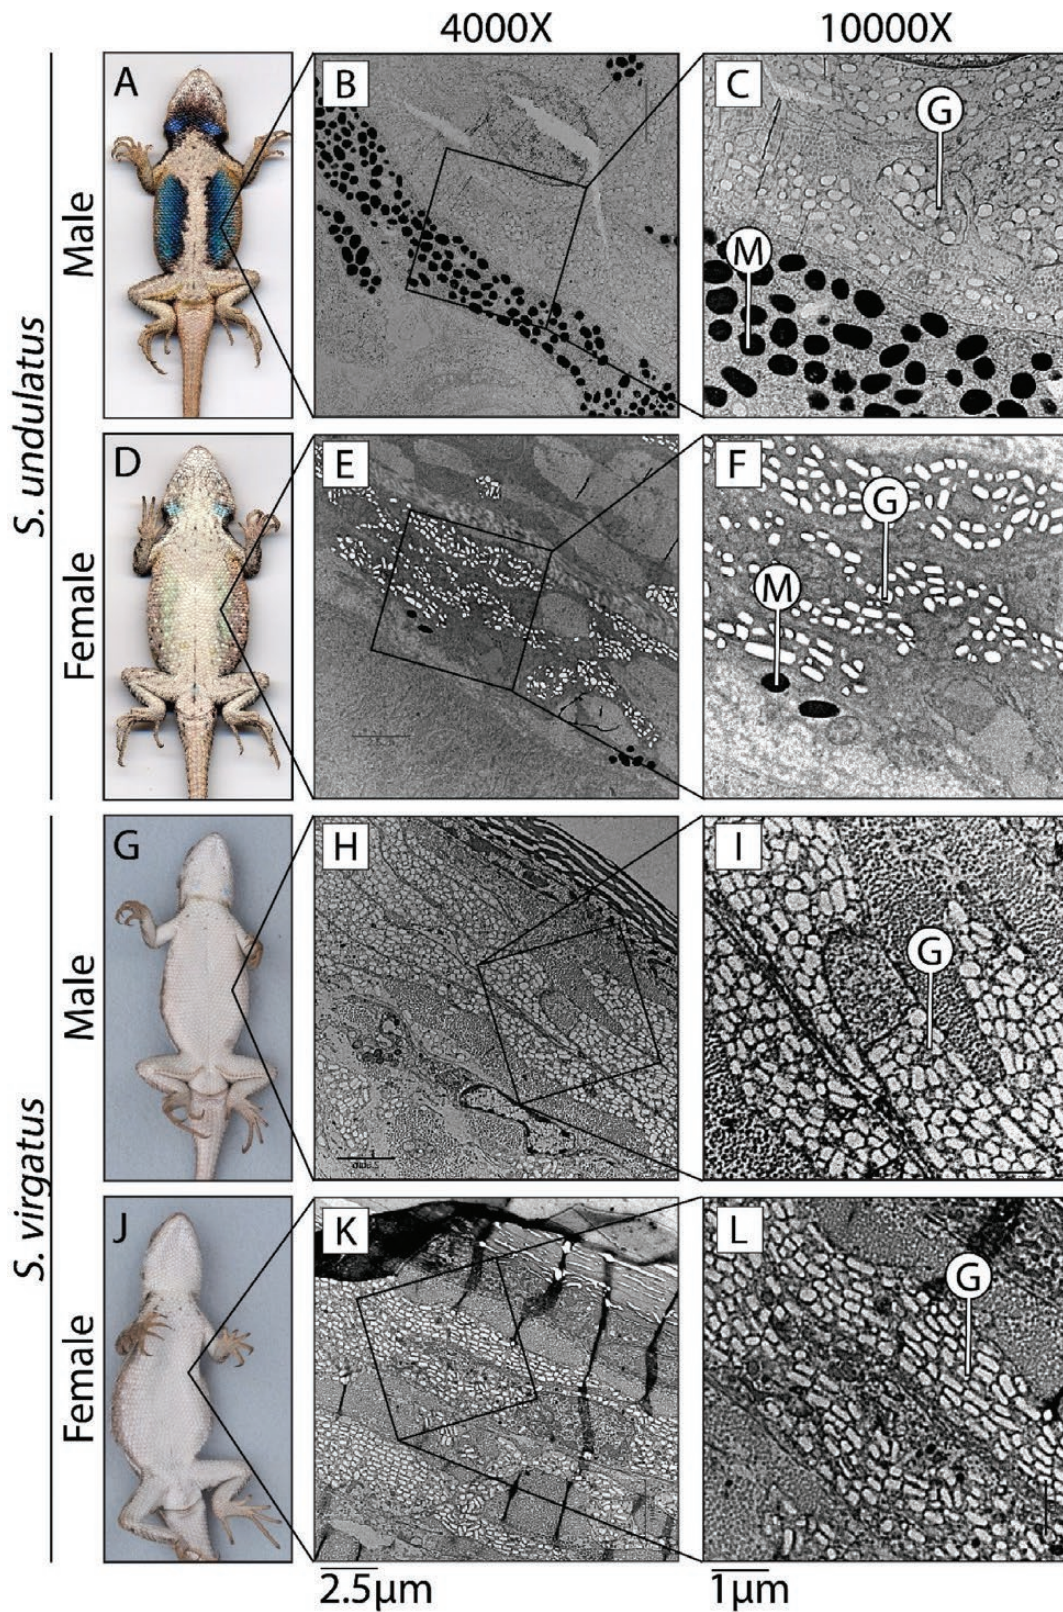 4000X
10000X
S. undulatus
Male
A
B
C
G
M
Female
D
E
F
G
M
S. virgatus
Male
G
H
I
G
Female
J
K
L
G
2.5µm
1µm